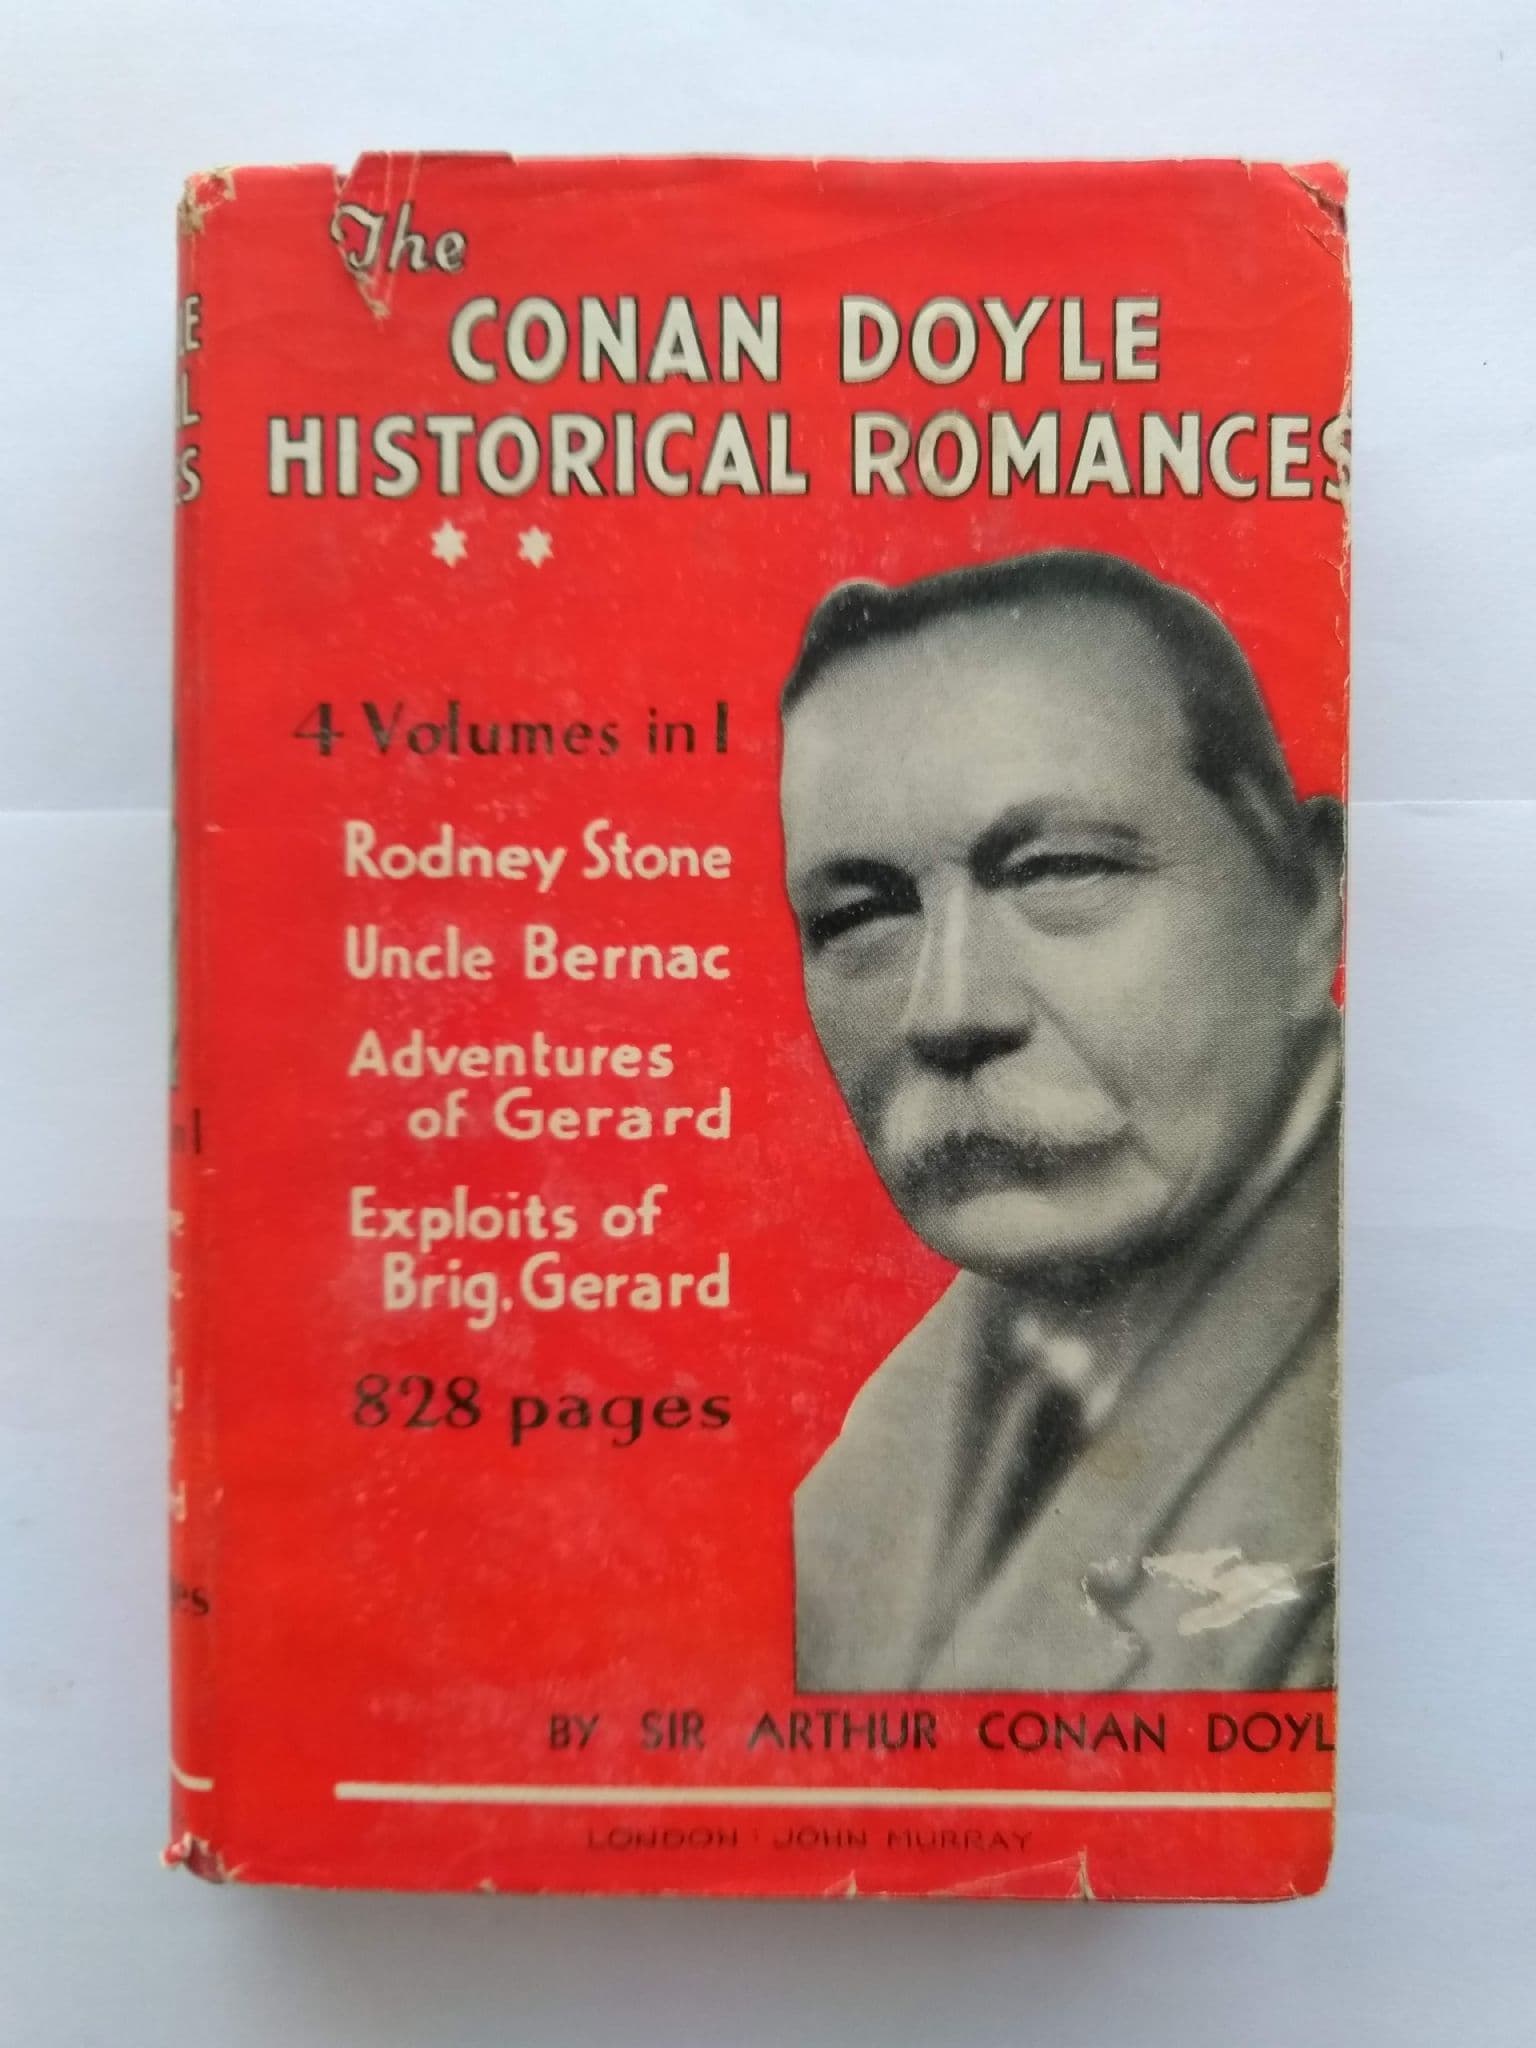 The
CONAN DOYLE
HISTORICAL ROMANCES
4 Volumes in 1
Rodney Stone
Uncle Bernac
Adventures
of Gerard
Exploits of
Brig. Gerard
828 pages
BY SIR ARTHUR CONAN DOYL
LONDON : JOHN MURRAY